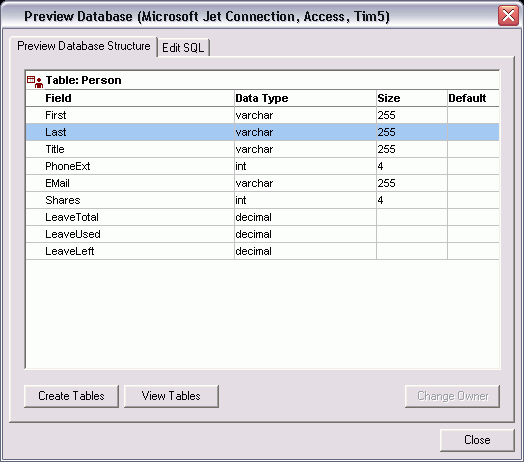 Preview Database (Microsoft Jet Connection, Access, Tim5)
Preview Database Structure Edit SQL
Table: Person
Field Data Type Size Default
First varchar 255
Last varchar 255
Title varchar 255
PhoneExt int 4
EMail varchar 255
Shares int 4
LeaveTotal decimal
LeaveUsed decimal
LeaveLeft decimal
Create Tables View Tables Change Owner
Close